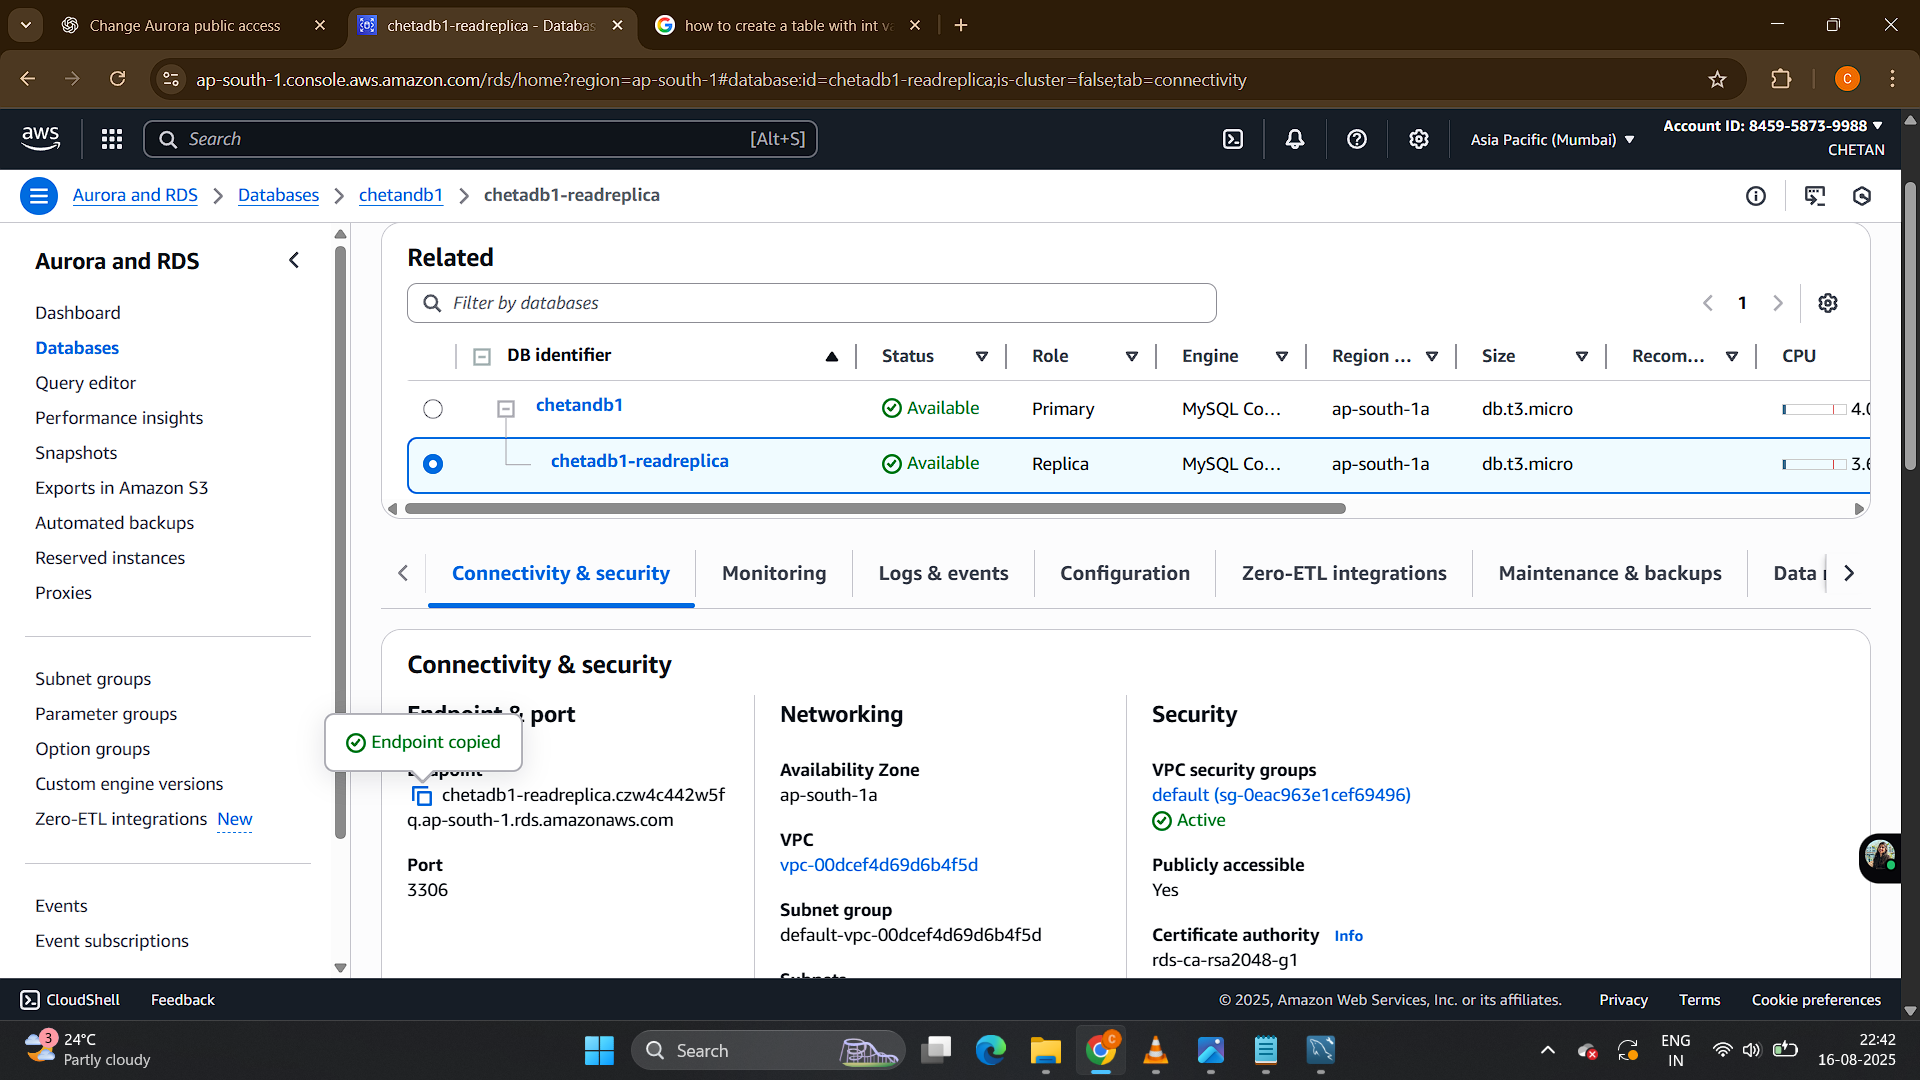 Change Aurora public access
chetadb1-readreplica - Databas
how to create a table with int va
ap-south-1.console.aws.amazon.com/rds/home?region=ap-south-1#database:id=chetadb1-readreplica;is-cluster=false;tab=connectivity
C
aws
Search
[Alt+S]
Asia Pacific (Mumbai)
Account ID: 8459-5873-9988
CHETAN
Aurora and RDS
Databases
chetandb1
chetadb1-readreplica
Aurora and RDS
Dashboard
Databases
Query editor
Performance insights
Snapshots
Exports in Amazon S3
Automated backups
Reserved instances
Proxies
Subnet groups
Parameter groups
Option groups
Custom engine versions
Zero-ETL integrations New
Events
Event subscriptions
Related
Filter by databases
1
DB identifier Status Role Engine Region ... Size Recom... CPU
chetandb1 Available Primary MySQL Co... ap-south-1a db.t3.micro 4.0
chetadb1-readreplica Available Replica MySQL Co... ap-south-1a db.t3.micro 3.6
Connectivity & security Monitoring Logs & events Configuration Zero-ETL integrations Maintenance & backups Data
Connectivity & security
Endpoint & port
Endpoint copied
Endpoint
chetadb1-readreplica.czw4c442w5f
q.ap-south-1.rds.amazonaws.com
Port
3306
Networking
Availability Zone
ap-south-1a
VPC
vpc-00dcef4d69d6b4f5d
Subnet group
default-vpc-00dcef4d69d6b4f5d
Subnets
Security
VPC security groups
default (sg-0eac963e1cef69496)
Active
Publicly accessible
Yes
Certificate authority Info
rds-ca-rsa2048-g1
CloudShell
Feedback
© 2025, Amazon Web Services, Inc. or its affiliates.
Privacy
Terms
Cookie preferences
3
24°C
Partly cloudy
Search
C
ENG
IN
22:42
16-08-2025